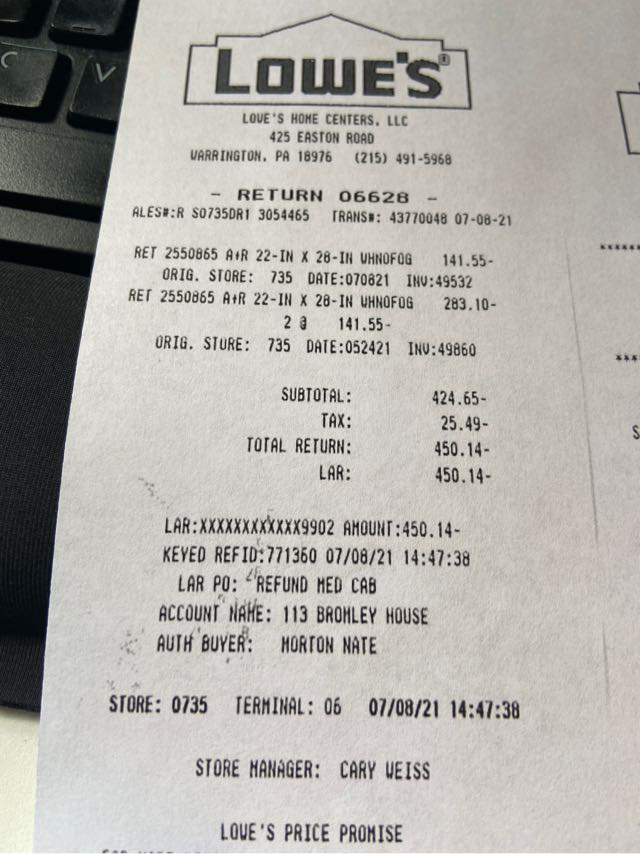 LOWE'S®
LOWE'S HOME CENTERS, LLC
425 EASTON ROAD
WARRINGTON, PA 18976 (215) 491-5968
- RETURN 06628 -
ALES#:R S0735DR1 3054465 TRANS#: 43770048 07-08-21
RET 2550865 A+R 22-IN X 28-IN WHNOFOG 141.55-
ORIG. STORE: 735 DATE:070821 INV:49532
RET 2550865 A+R 22-IN X 28-IN WHNOFOG 283.10-
2 @ 141.55-
ORIG. STORE: 735 DATE:052421 INV:49860
SUBTOTAL: 424.65-
TAX: 25.49-
TOTAL RETURN: 450.14-
LAR: 450.14-
LAR:XXXXXXXXXXXX9902 AMOUNT:450.14-
KEYED REFID:771360 07/08/21 14:47:38
LAR PO: REFUND MED CAB
ACCOUNT NAME: 113 BROMLEY HOUSE
AUTH BUYER: MORTON NATE
STORE: 0735 TERMINAL: 06 07/08/21 14:47:38
STORE MANAGER: CARY WEISS
LOWE'S PRICE PROMISE
C
V